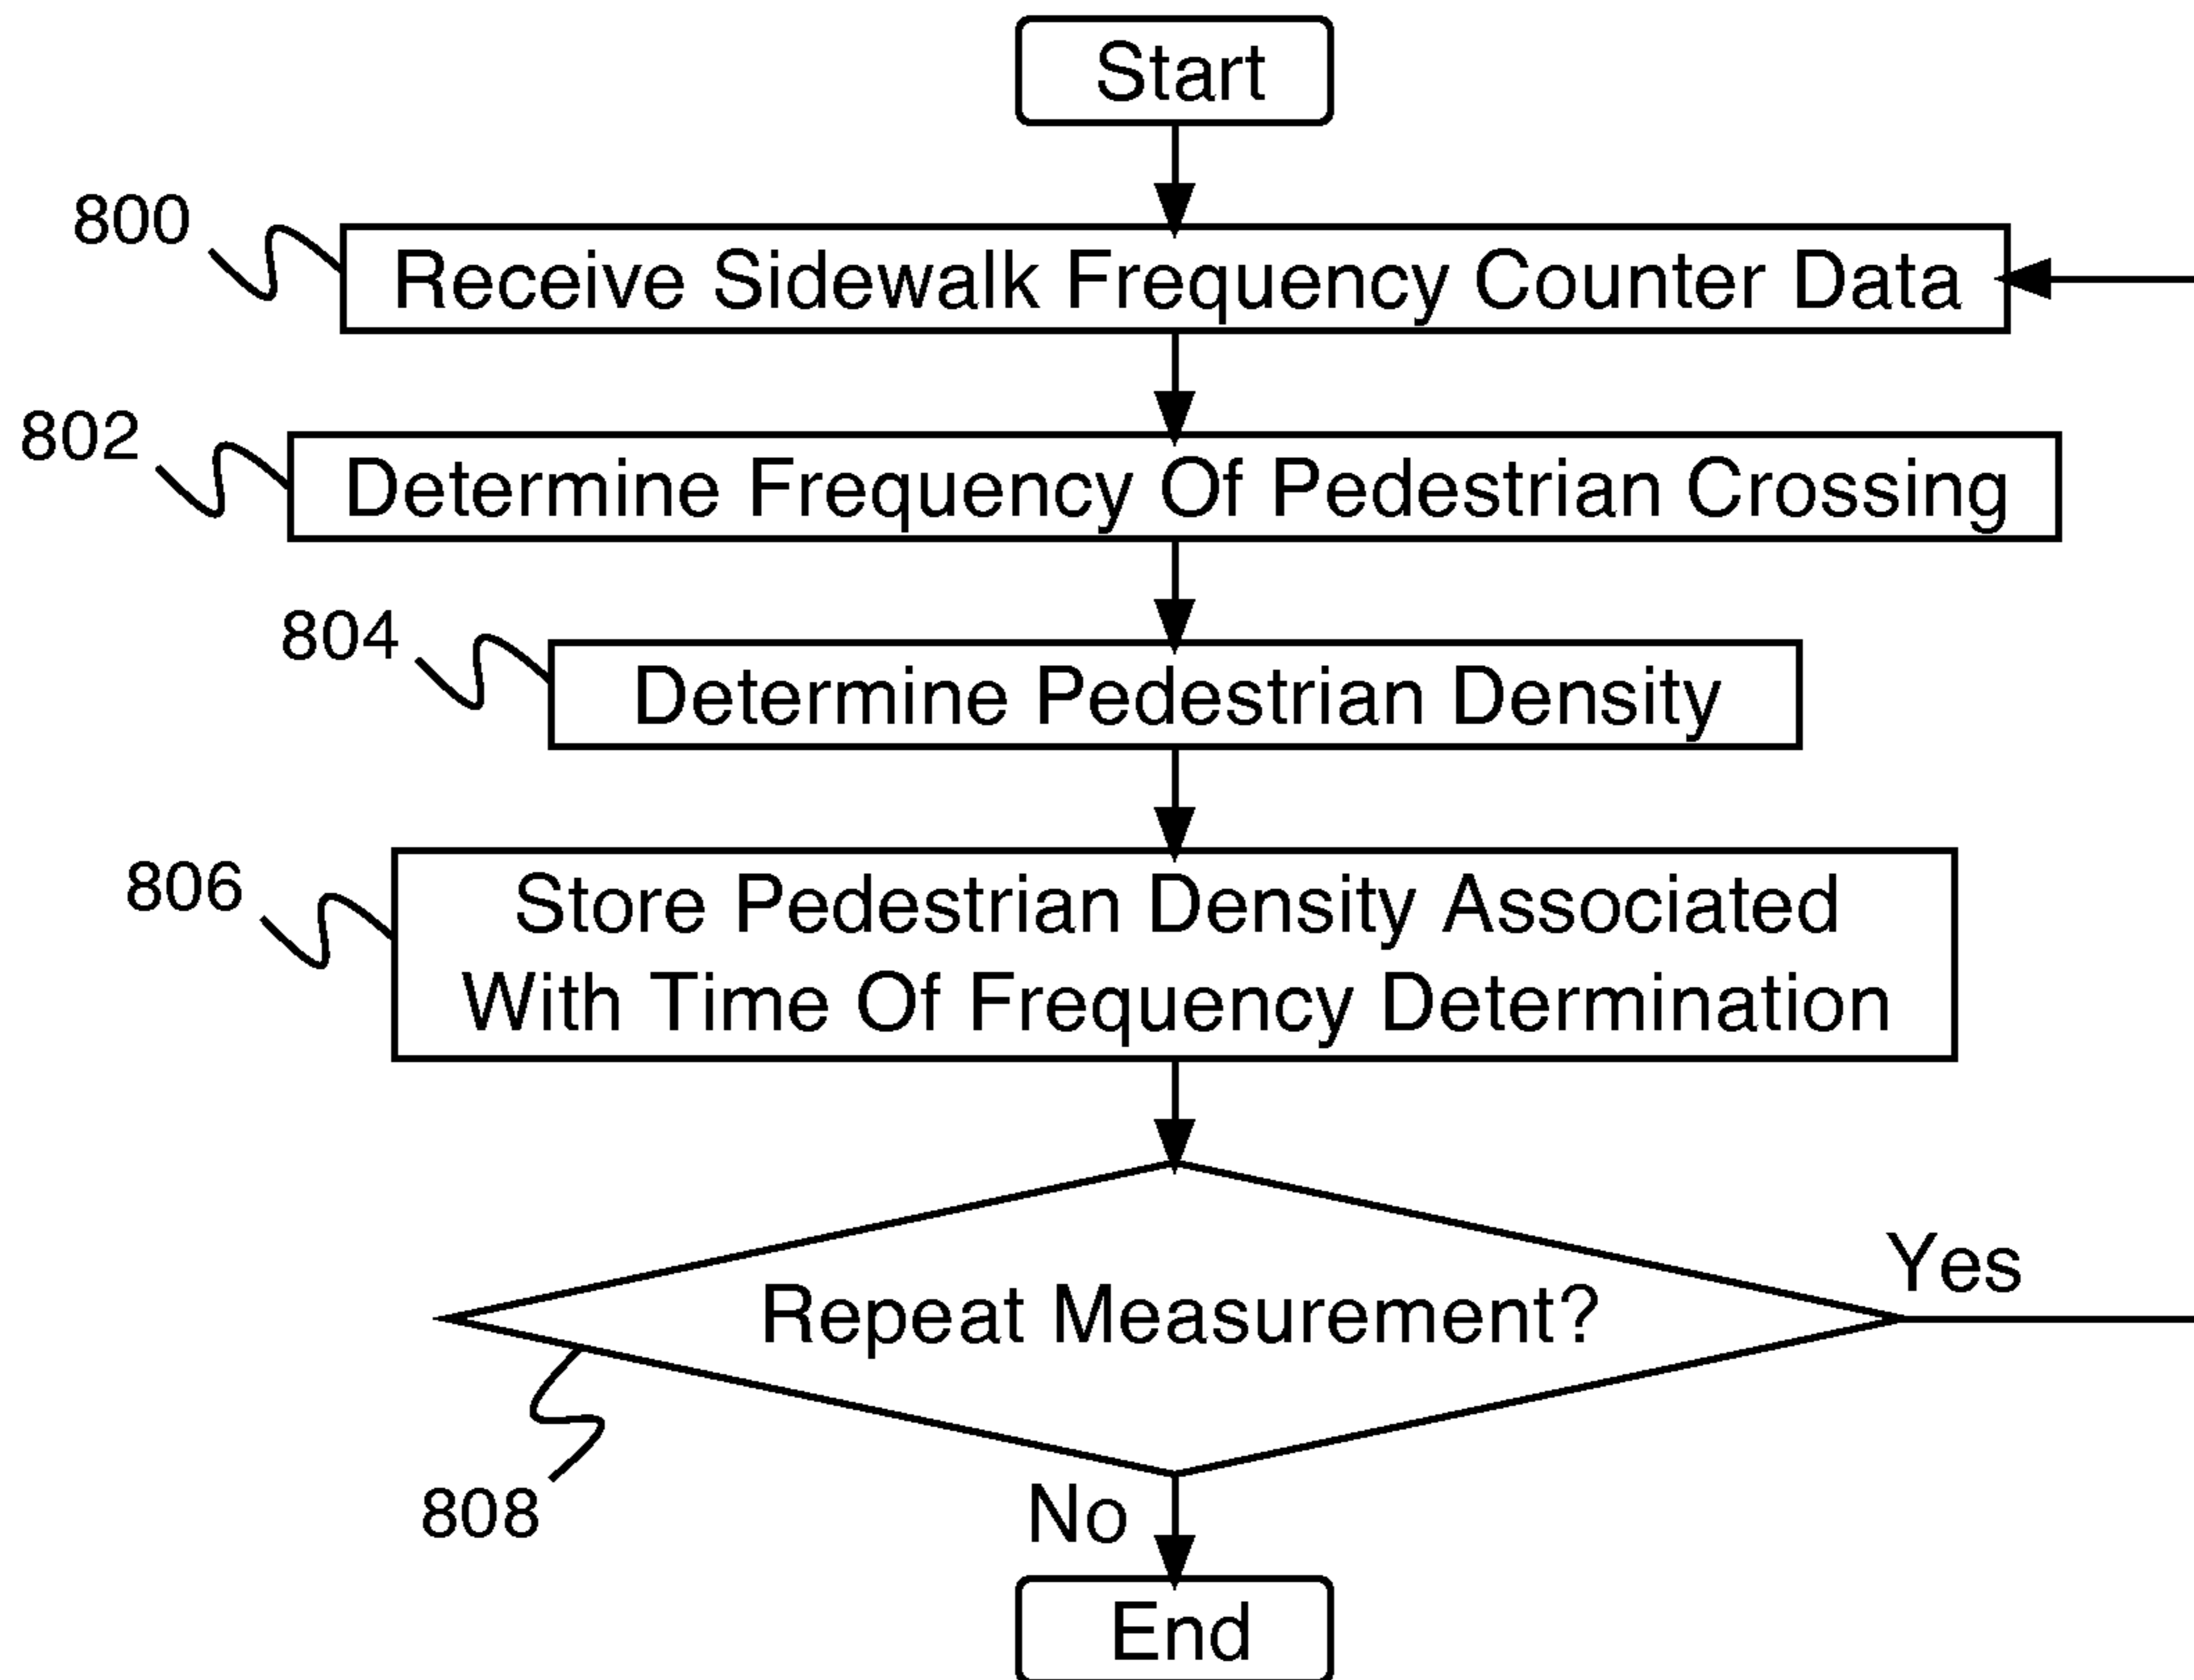 Start
800
Receive Sidewalk Frequency Counter Data
802
Determine Frequency Of Pedestrian Crossing
804
Determine Pedestrian Density
806
Store Pedestrian Density Associated
With Time Of Frequency Determination
Yes
Repeat Measurement?
808
No
End